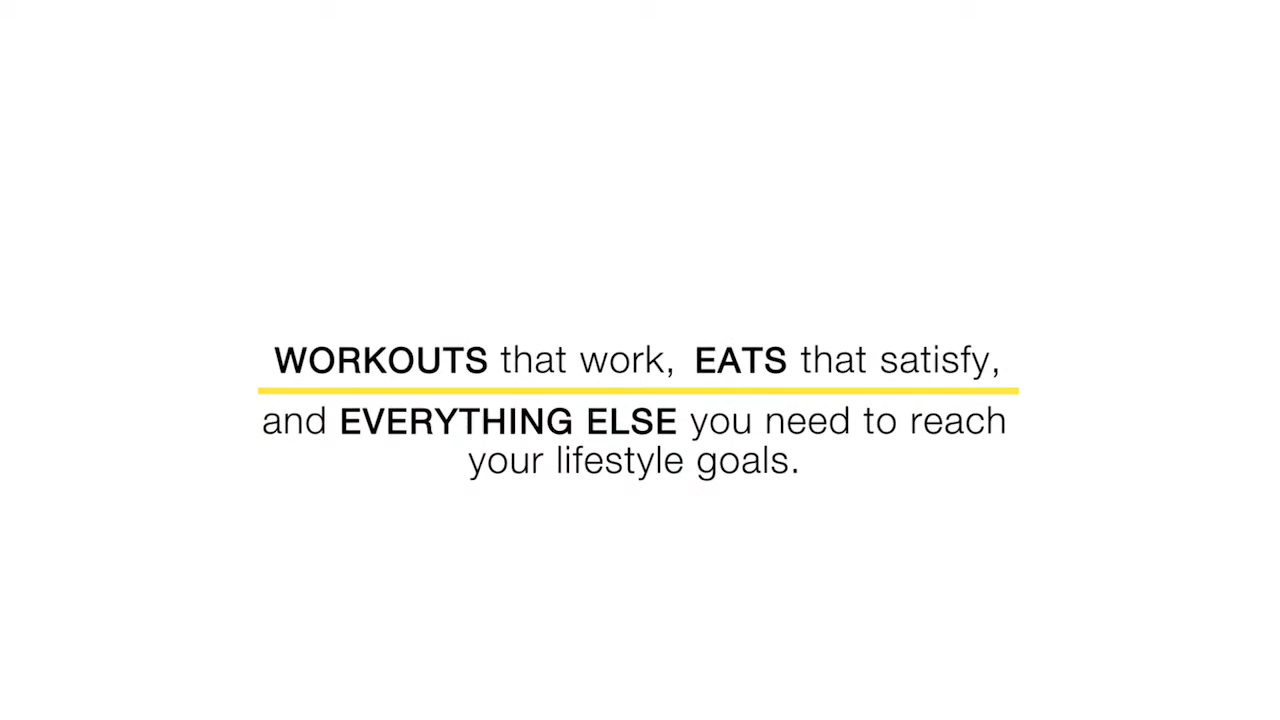 WORKOUTS that work, EATS that satisfy,
and EVERYTHING ELSE you need to reach
your lifestyle goals.